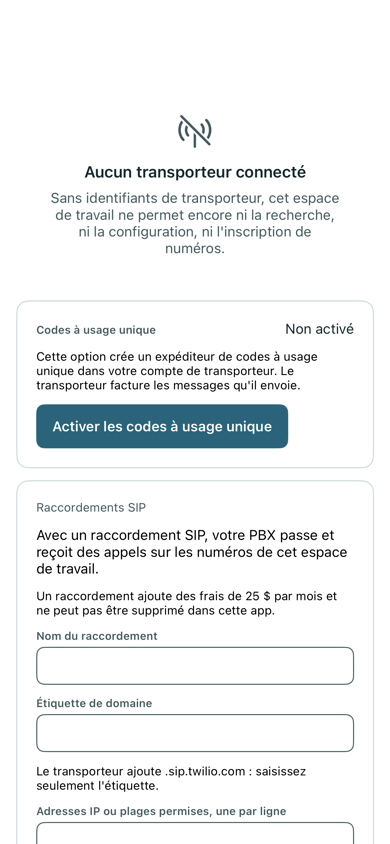 Aucun transporteur connecté
Sans identifiants de transporteur, cet espace
de travail ne permet encore ni la recherche,
ni la configuration, ni l'inscription de
numéros.
Codes à usage unique
Non activé
Cette option crée un expéditeur de codes à usage
unique dans votre compte de transporteur. Le
transporteur facture les messages qu'il envoie.
Activer les codes à usage unique
Raccordements SIP
Avec un raccordement SIP, votre PBX passe et
reçoit des appels sur les numéros de cet espace
de travail.
Un raccordement ajoute des frais de 25 $ par mois et
ne peut pas être supprimé dans cette app.
Nom du raccordement
Étiquette de domaine
Le transporteur ajoute .sip.twilio.com : saisissez
seulement l'étiquette.
Adresses IP ou plages permises, une par ligne